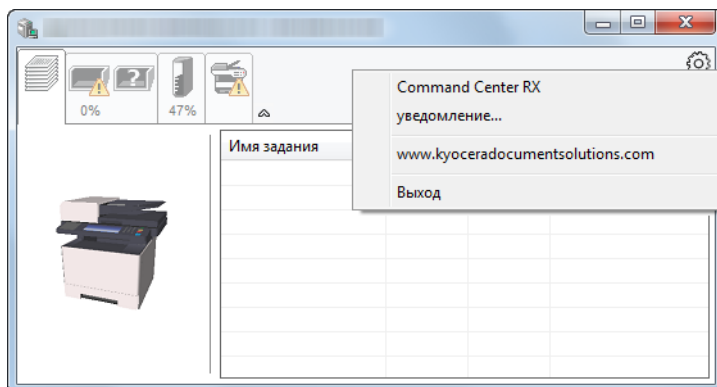 0%
47%
Command Center RX
уведомление...
www.kyoceradocumentsolutions.com
Выход
Имя задания